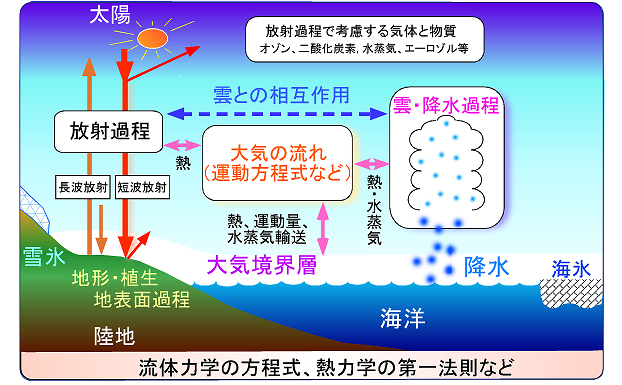 太陽
放射過程で考慮する気体と物質
オゾン、二酸化炭素, 水蒸気、エーロゾル等
雲との相互作用
雲・降水過程
放射過程
大気の流れ
(運動方程式など)
熱
熱・水蒸気
長波放射
短波放射
熱、運動量、
水蒸気輸送
雪氷
大気境界層
降水
海氷
地形・植生
地表面過程
海洋
陸地
流体力学の方程式、熱力学の第一法則など